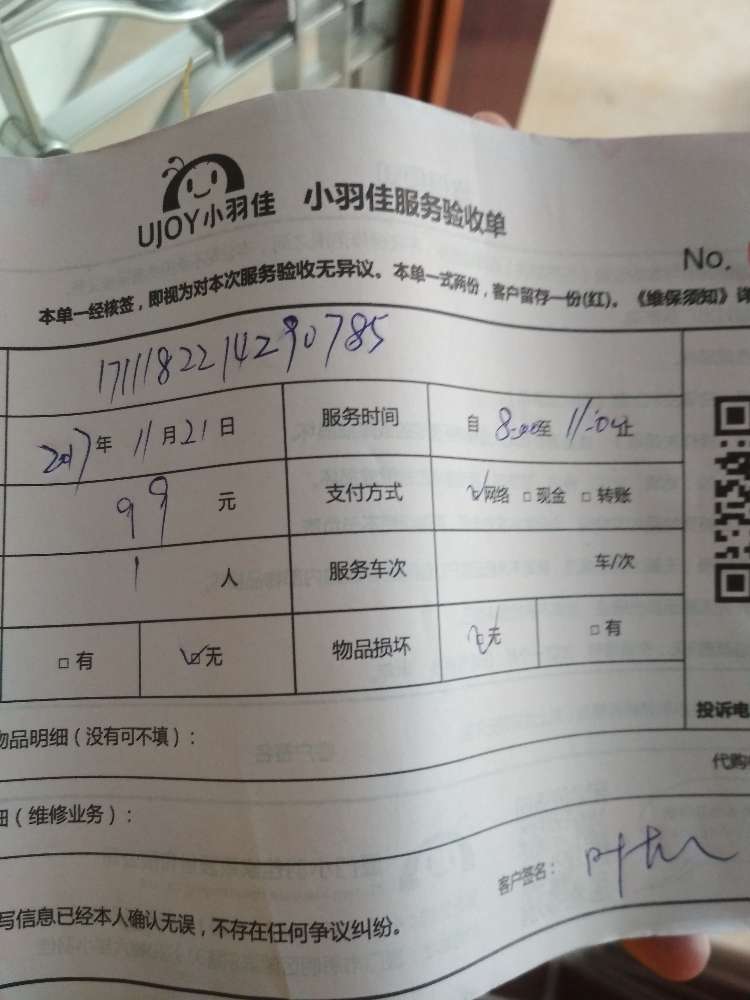 UJOY小羽佳 小羽佳服务验收单
No.
本单一经核签，即视为对本次服务验收无异议。本单一式两份，客户留存一份(红)。《维保须知》详
1711182214290785
2017年 11月21日 服务时间 自 8:00至 11:00止
99 元 支付方式 ☑网络 □现金 □转账
1 人 服务车次 车/次
□有 ☑无 物品损坏 ☑无 □有
物品明细（没有可不填）：
投诉电
代购
细（维修业务）：
客户签名：
写信息已经本人确认无误，不存在任何争议纠纷。